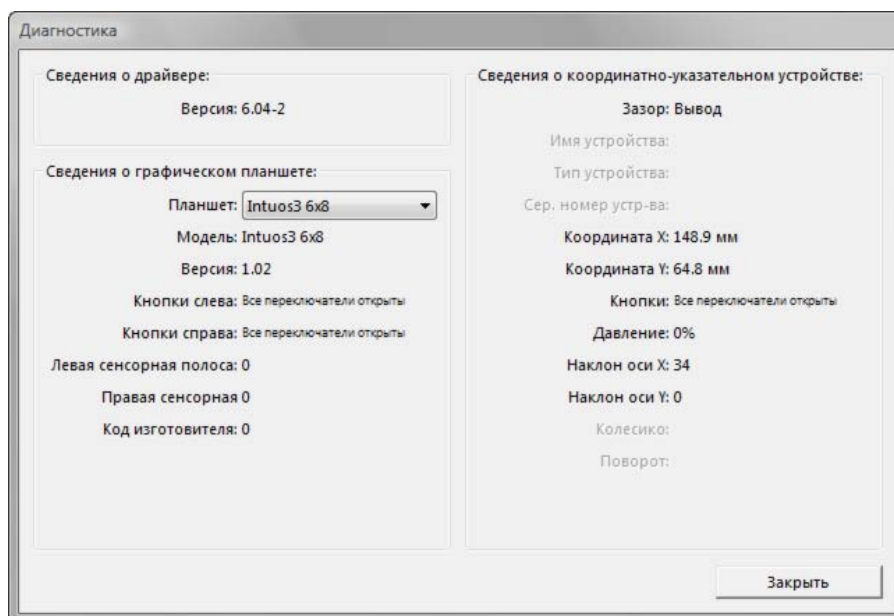 Диагностика
Сведения о драйвере:
Версия: 6.04-2
Сведения о графическом планшете:
Планшет: Intuos3 6x8
Модель: Intuos3 6x8
Версия: 1.02
Кнопки слева: Все переключатели открыты
Кнопки справа: Все переключатели открыты
Левая сенсорная полоса: 0
Правая сенсорная 0
Код изготовителя: 0
Сведения о координатно-указательном устройстве:
Зазор: Вывод
Имя устройства:
Тип устройства:
Сер. номер устр-ва:
Координата X: 148.9 мм
Координата Y: 64.8 мм
Кнопки: Все переключатели открыты
Давление: 0%
Наклон оси X: 34
Наклон оси Y: 0
Колесико:
Поворот:
Закрыть